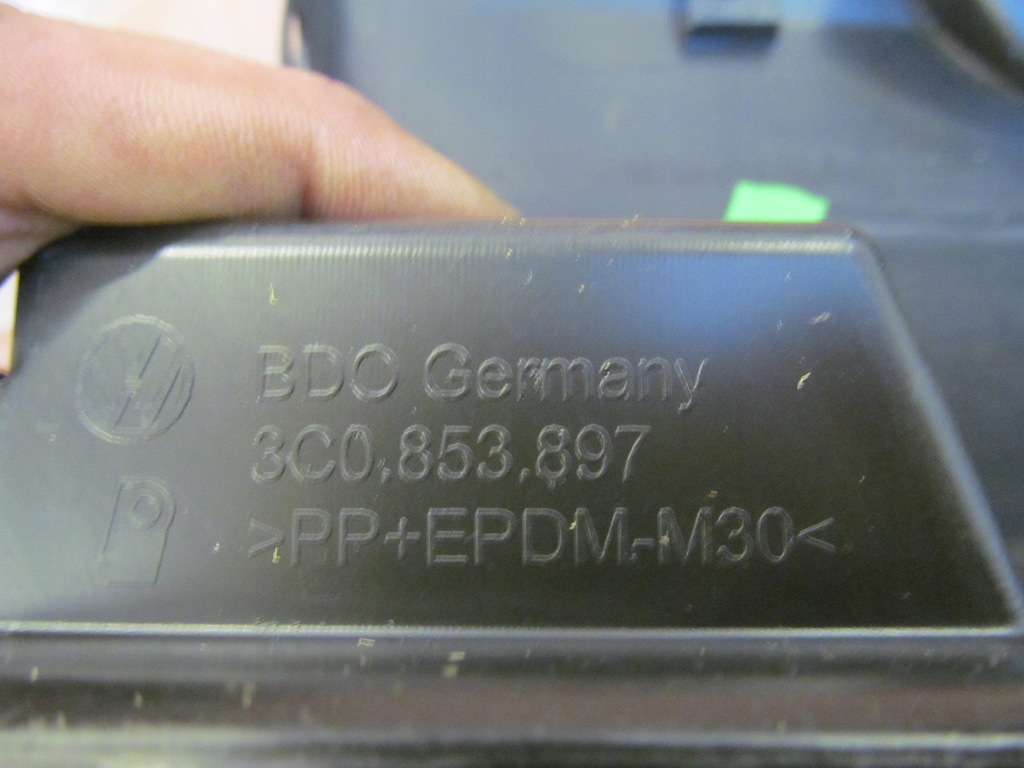 BDO Germany
3C0.853.897
>PP+EPDM-M30<